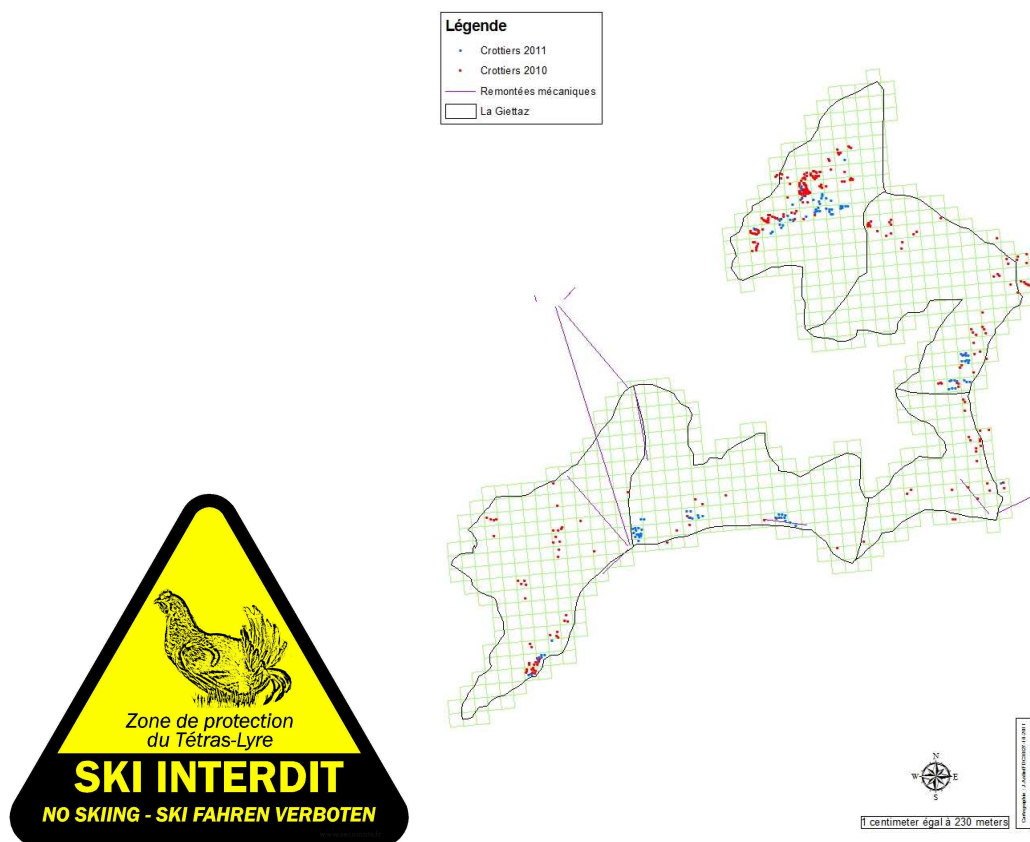 Légende
Crottiers 2011
Crottiers 2010
Remontées mécaniques
La Giettaz
Zone de protection
du Tétras-Lyre
SKI INTERDIT
NO SKIING - SKI FAHREN VERBOTEN
N
W E
S
1 centimeter égal à 230 meters